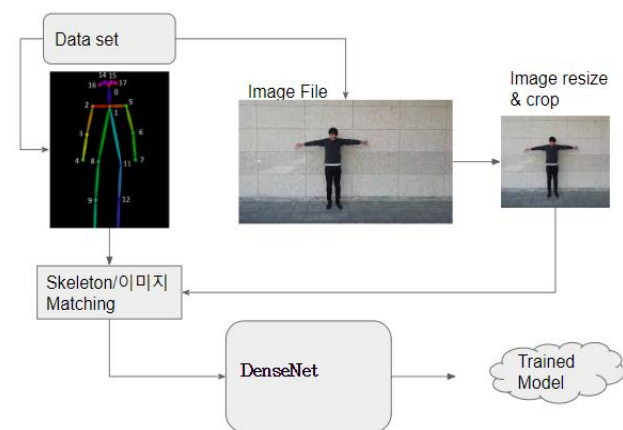 Data set
Image File
Image resize
& crop
14 15
16 17
0
2 1 5
3 6
4 8 11 7
9 12
Skeleton/이미지
Matching
DenseNet
Trained
Model